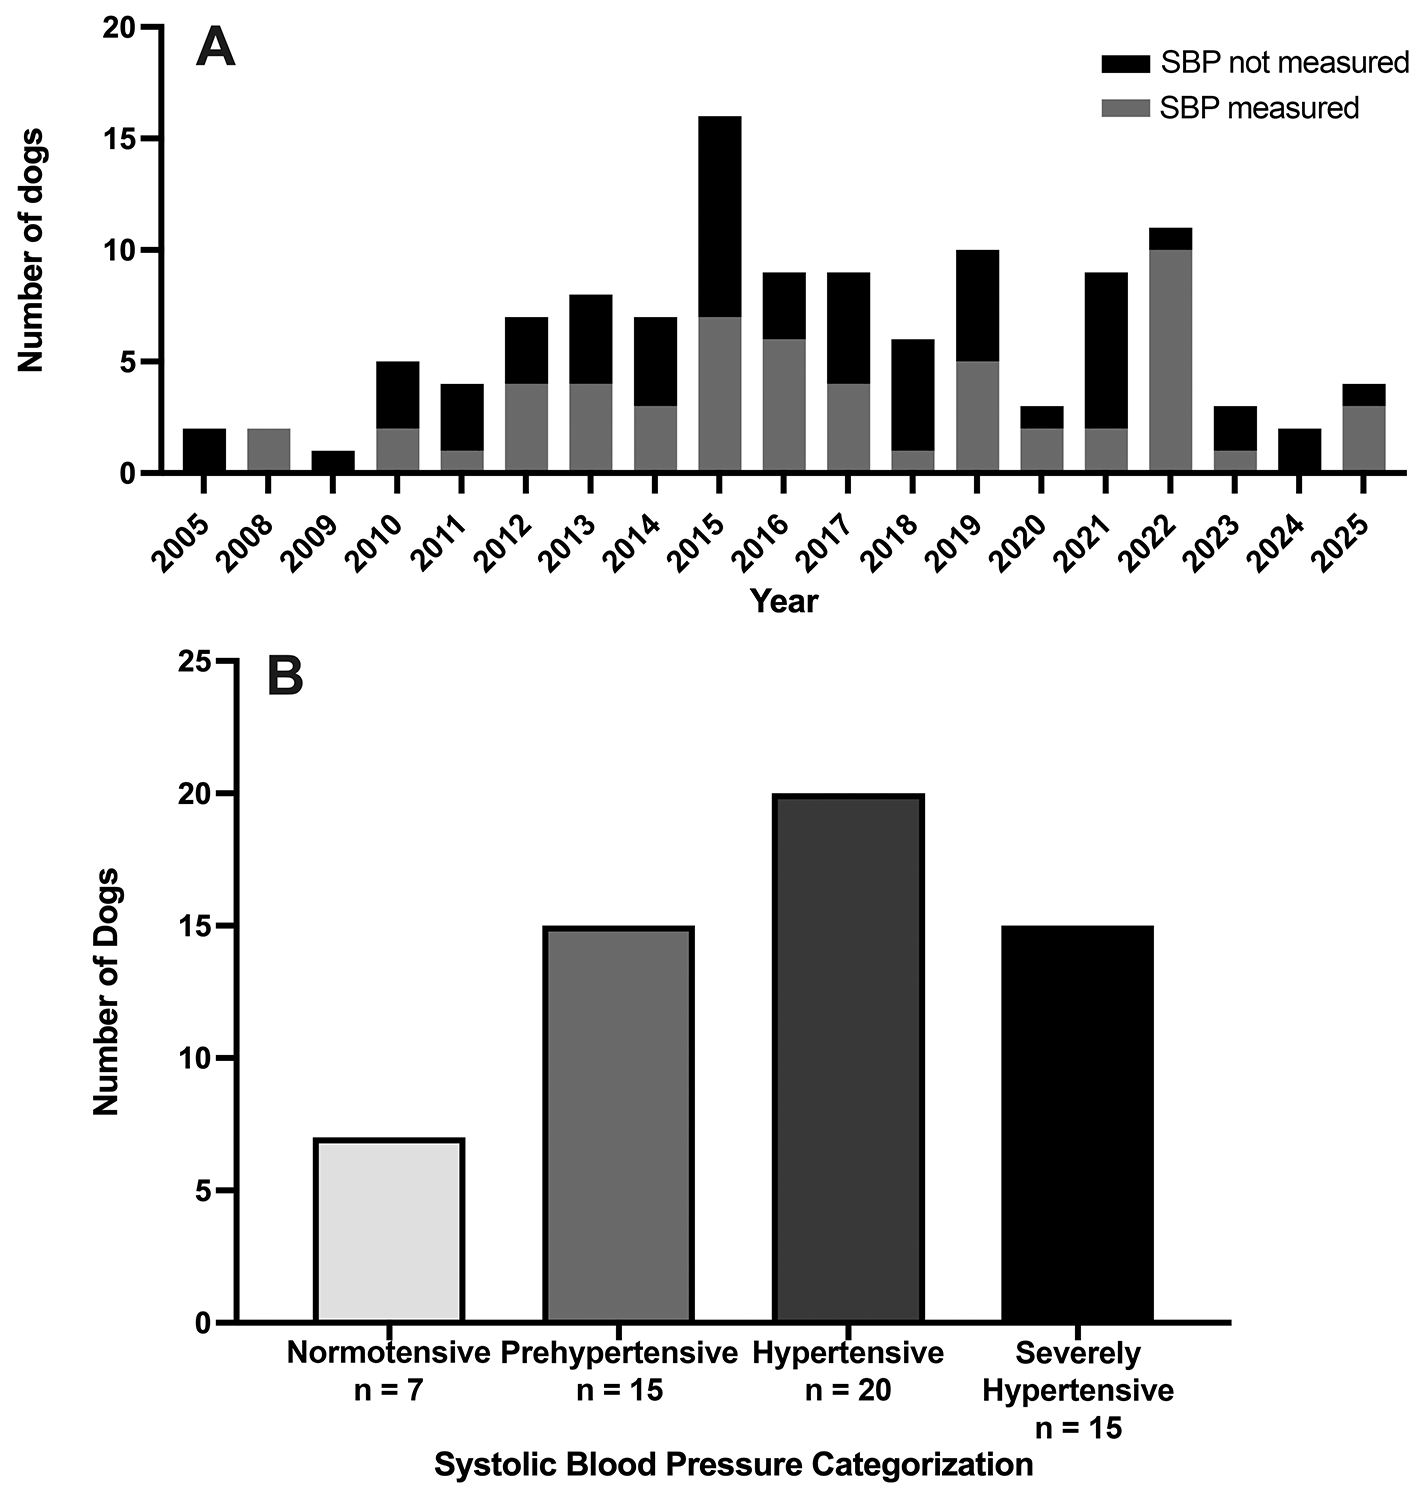 A
SBP not measured
SBP measured
Number of dogs
20
15
10
5
0
2005 2008 2009 2010 2011 2012 2013 2014 2015 2016 2017 2018 2019 2020 2021 2022 2023 2024 2025
Year
B
Number of Dogs
25
20
15
10
5
0
Normotensive Prehypertensive Hypertensive Severely
Hypertensive
n = 7 n = 15 n = 20
n = 15
Systolic Blood Pressure Categorization